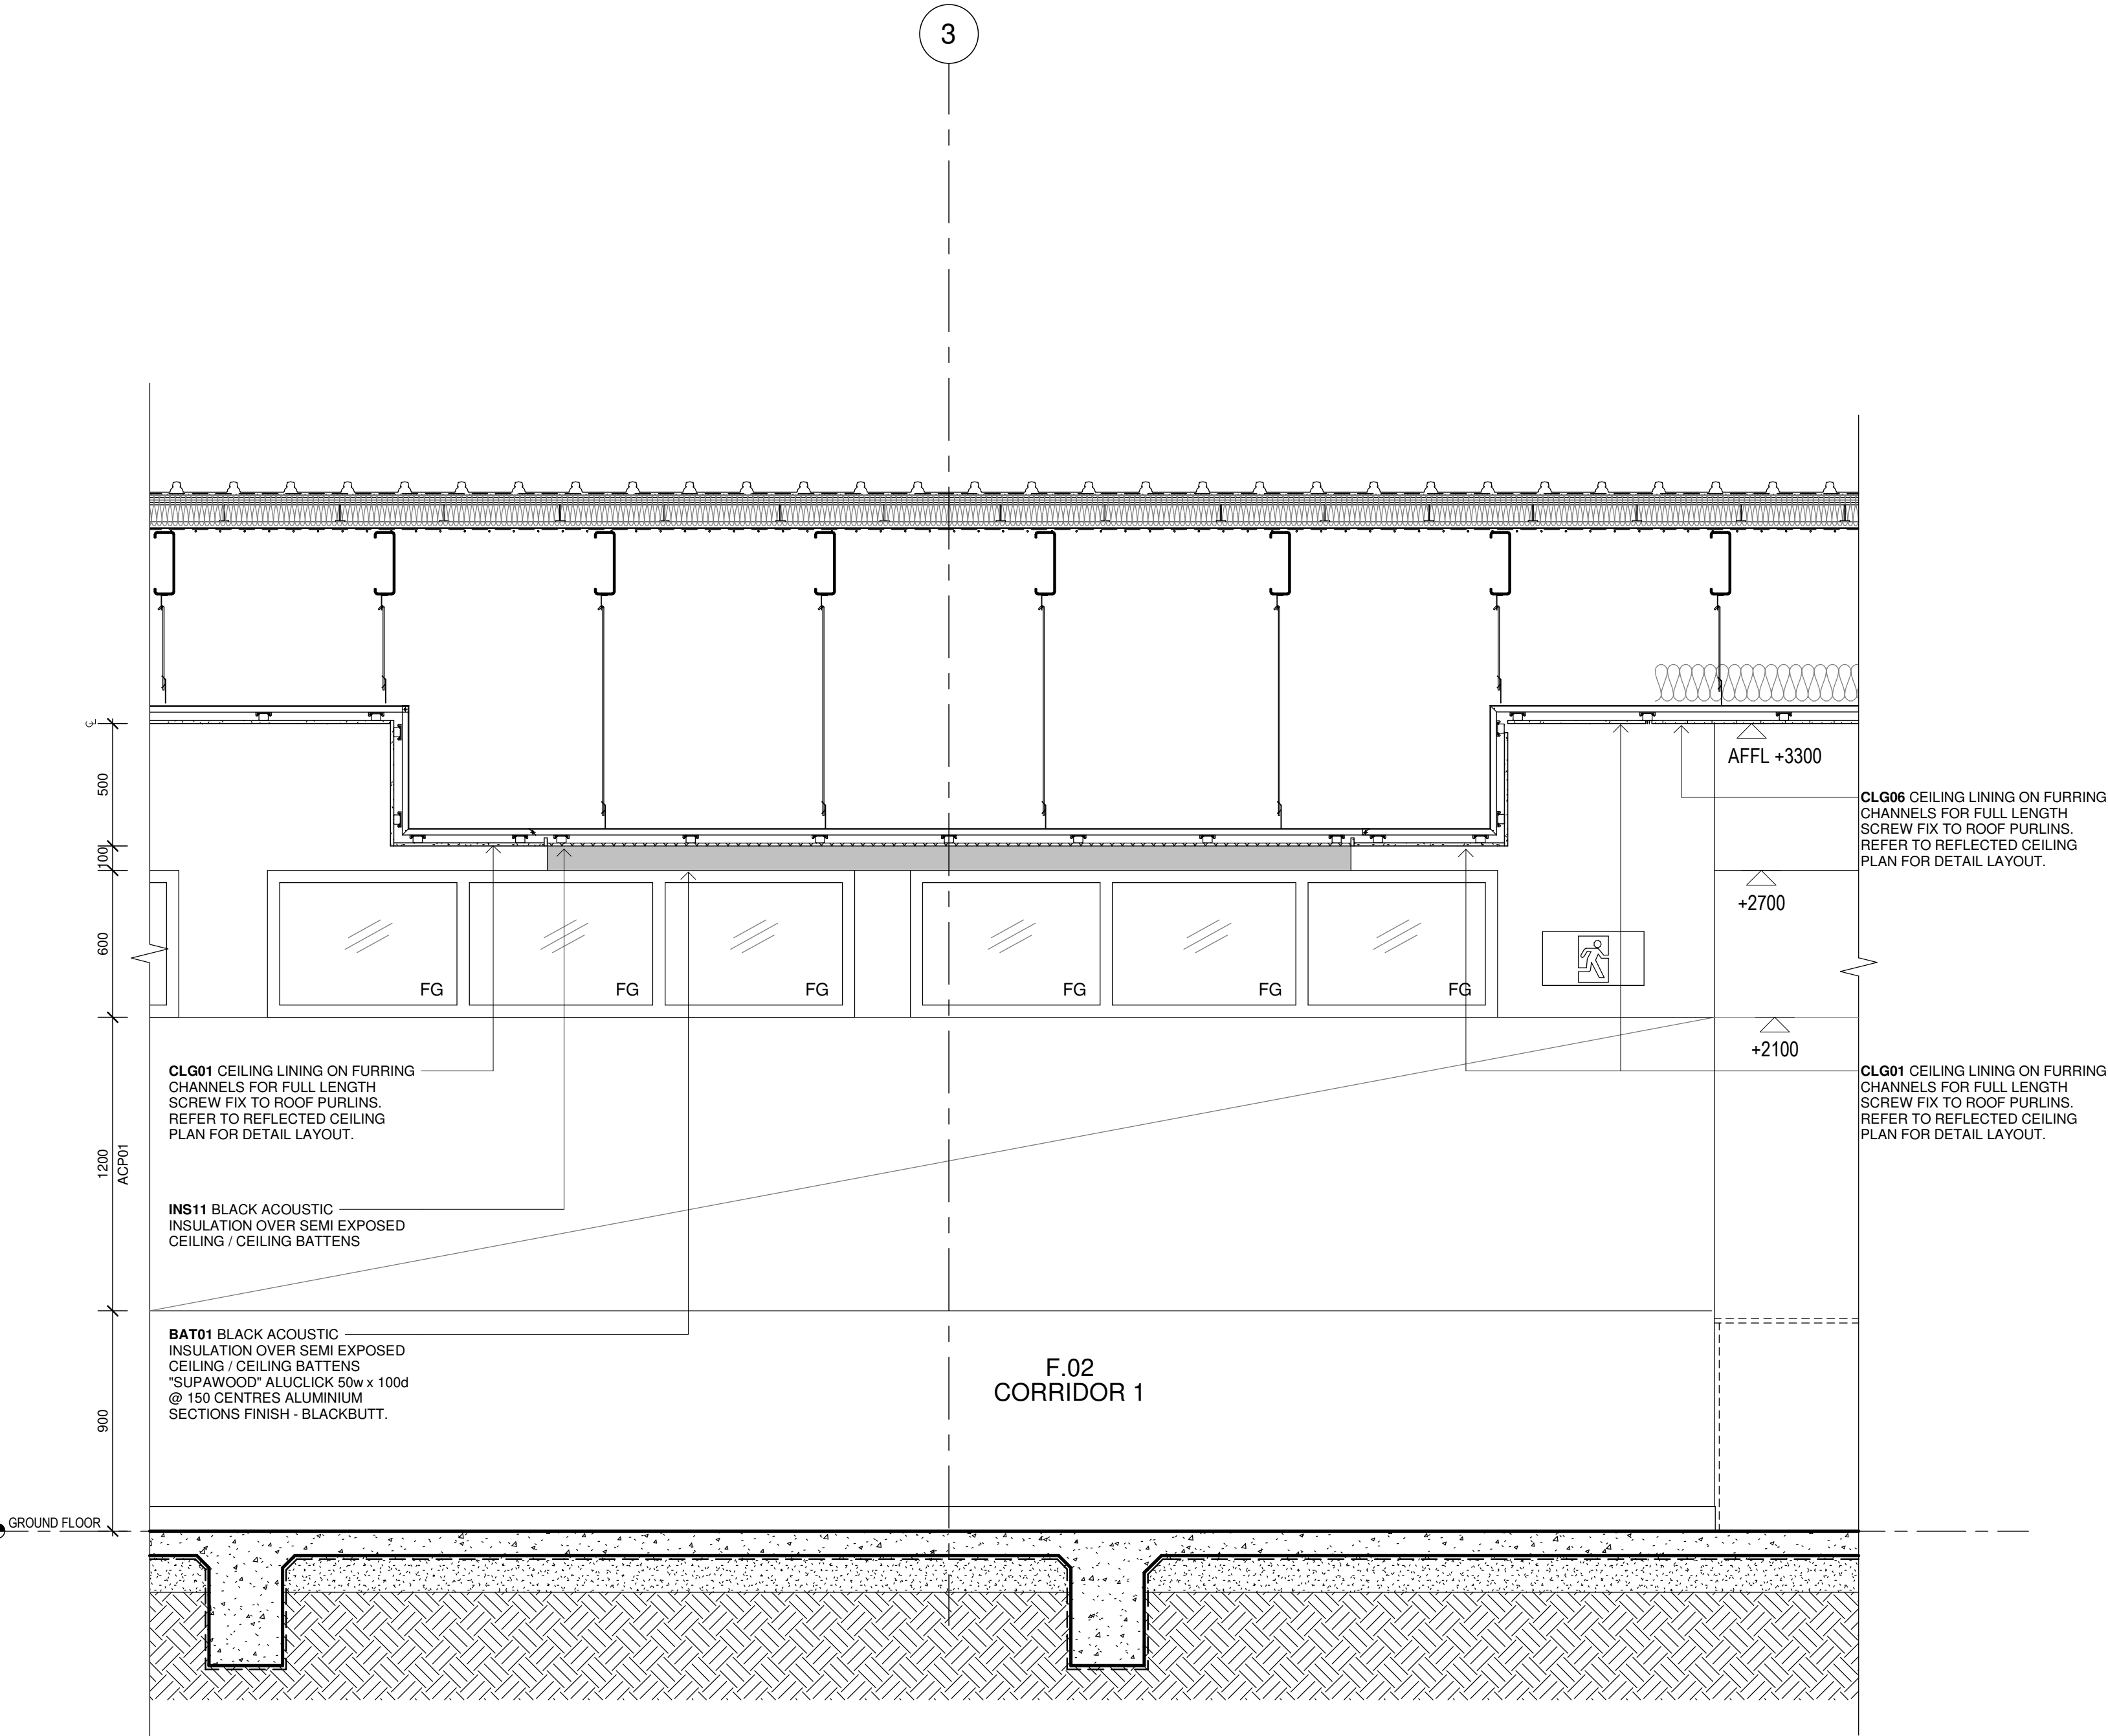 3
℄
500
100
600
1200
ACP01
900
GROUND FLOOR
AFFL +3300
+2700
+2100
FG
FG
FG
FG
FG
FG
CLG06 CEILING LINING ON FURRING
CHANNELS FOR FULL LENGTH
SCREW FIX TO ROOF PURLINS.
REFER TO REFLECTED CEILING
PLAN FOR DETAIL LAYOUT.
CLG01 CEILING LINING ON FURRING
CHANNELS FOR FULL LENGTH
SCREW FIX TO ROOF PURLINS.
REFER TO REFLECTED CEILING
PLAN FOR DETAIL LAYOUT.
CLG01 CEILING LINING ON FURRING
CHANNELS FOR FULL LENGTH
SCREW FIX TO ROOF PURLINS.
REFER TO REFLECTED CEILING
PLAN FOR DETAIL LAYOUT.
INS11 BLACK ACOUSTIC
INSULATION OVER SEMI EXPOSED
CEILING / CEILING BATTENS
BAT01 BLACK ACOUSTIC
INSULATION OVER SEMI EXPOSED
CEILING / CEILING BATTENS
"SUPAWOOD" ALUCLICK 50w x 100d
@ 150 CENTRES ALUMINIUM
SECTIONS FINISH - BLACKBUTT.
F.02
CORRIDOR 1